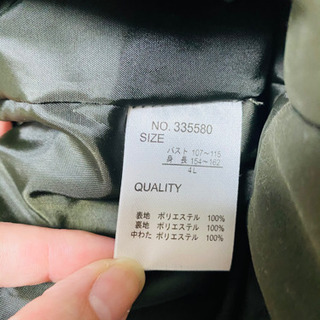 NO. 335580
SIZE
バスト 107〜115
身長 154〜162
4L
QUALITY
表地 ポリエステル 100%
裏地 ポリエステル 100%
中わた ポリエステル 100%